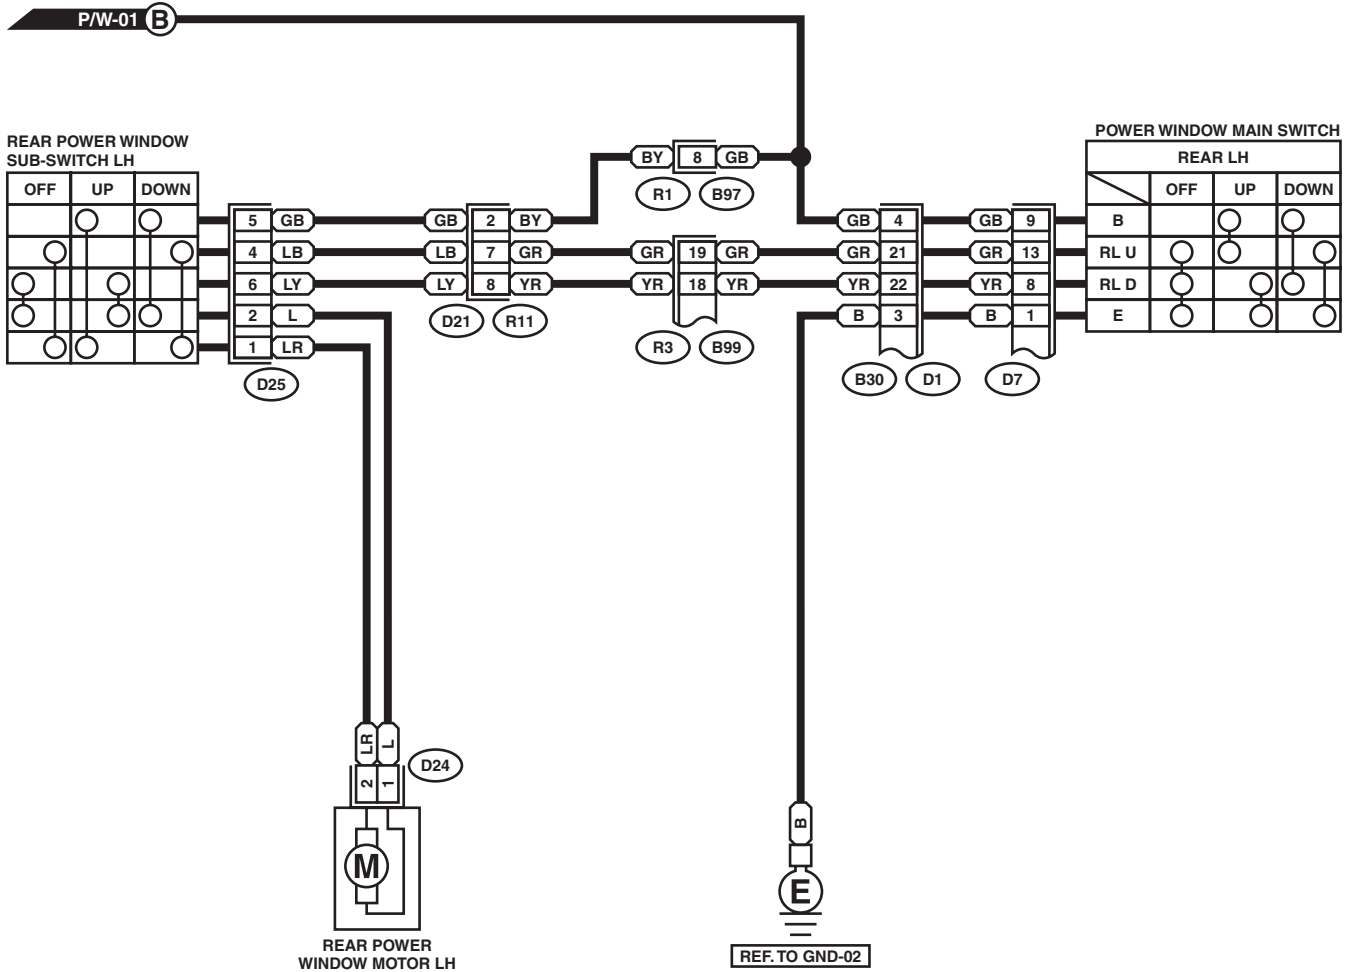 P/W-01 B
REAR POWER WINDOW
SUB-SWITCH LH
POWER WINDOW MAIN SWITCH
REAR LH
OFF UP DOWN
OFF UP DOWN
BY 8 GB
R1 B97
5 GB GB 2 BY GB 4 GB 9 B
4 LB LB 7 GR GR 19 GR GR 21 GR 13 RL U
6 LY LY 8 YR YR 18 YR YR 22 YR 8 RL D
2 L B 3 B 1 E
D21 R11
1 LR
R3 B99
D25
B30 D1 D7
LR L
D24
2 1
M
B
E
REAR POWER
WINDOW MOTOR LH
REF. TO GND-02